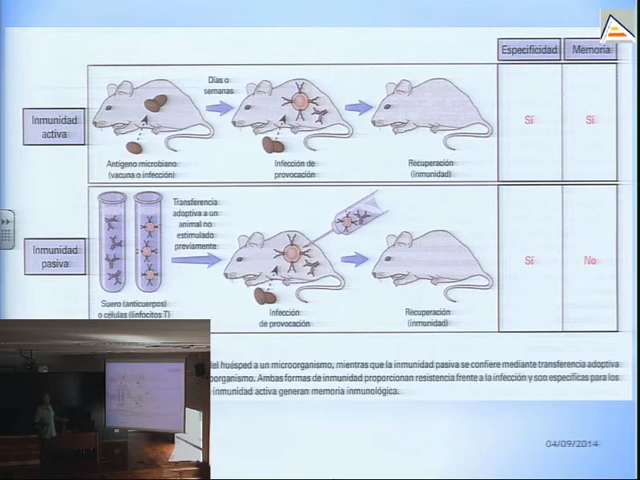 Especificidad Memoria
Inmunidad
activa
Días o
semanas
Antígeno microbiano
(vacuna o infección)
Infección de
provocación
Recuperación
(inmunidad)
Sí Sí
Inmunidad
pasiva
Transferencia
adoptiva a un
animal no
estimulado
previamente
Suero (anticuerpos)
o células (linfocitos T)
Infección
de provocación
Recuperación
(inmunidad)
Sí No
huésped a un microorganismo, mientras que la inmunidad pasiva se confiere mediante transferencia adoptiva
Ambas formas de inmunidad proporcionan resistencia frente a la infección y son específicas para los
inmunidad activa generan memoria inmunológica.
04/09/2014